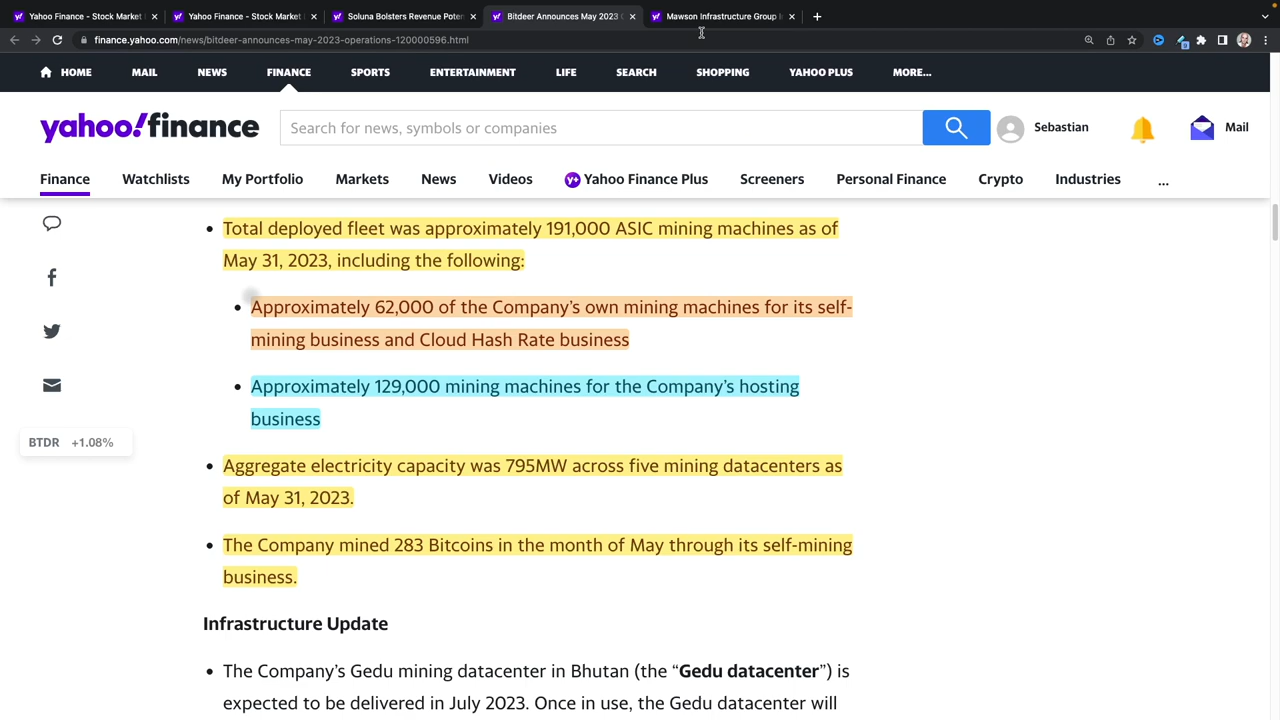 Yahoo Finance - Stock Market
Yahoo Finance - Stock Market
Soluna Bolsters Revenue Poten
Bitdeer Announces May 2023
Mawson Infrastructure Group
finance.yahoo.com/news/bitdeer-announces-may-2023-operations-120000596.html
HOME MAIL NEWS FINANCE SPORTS ENTERTAINMENT LIFE SEARCH SHOPPING YAHOO PLUS MORE...
yahoo!finance
Search for news, symbols or companies
Sebastian
Mail
Finance Watchlists My Portfolio Markets News Videos Y+ Yahoo Finance Plus Screeners Personal Finance Crypto Industries ...
• Total deployed fleet was approximately 191,000 ASIC mining machines as of
May 31, 2023, including the following:
• Approximately 62,000 of the Company’s own mining machines for its self-
mining business and Cloud Hash Rate business
• Approximately 129,000 mining machines for the Company’s hosting
business
BTDR +1.08%
• Aggregate electricity capacity was 795MW across five mining datacenters as
of May 31, 2023.
• The Company mined 283 Bitcoins in the month of May through its self-mining
business.
Infrastructure Update
• The Company’s Gedu mining datacenter in Bhutan (the “Gedu datacenter”) is
expected to be delivered in July 2023. Once in use, the Gedu datacenter will